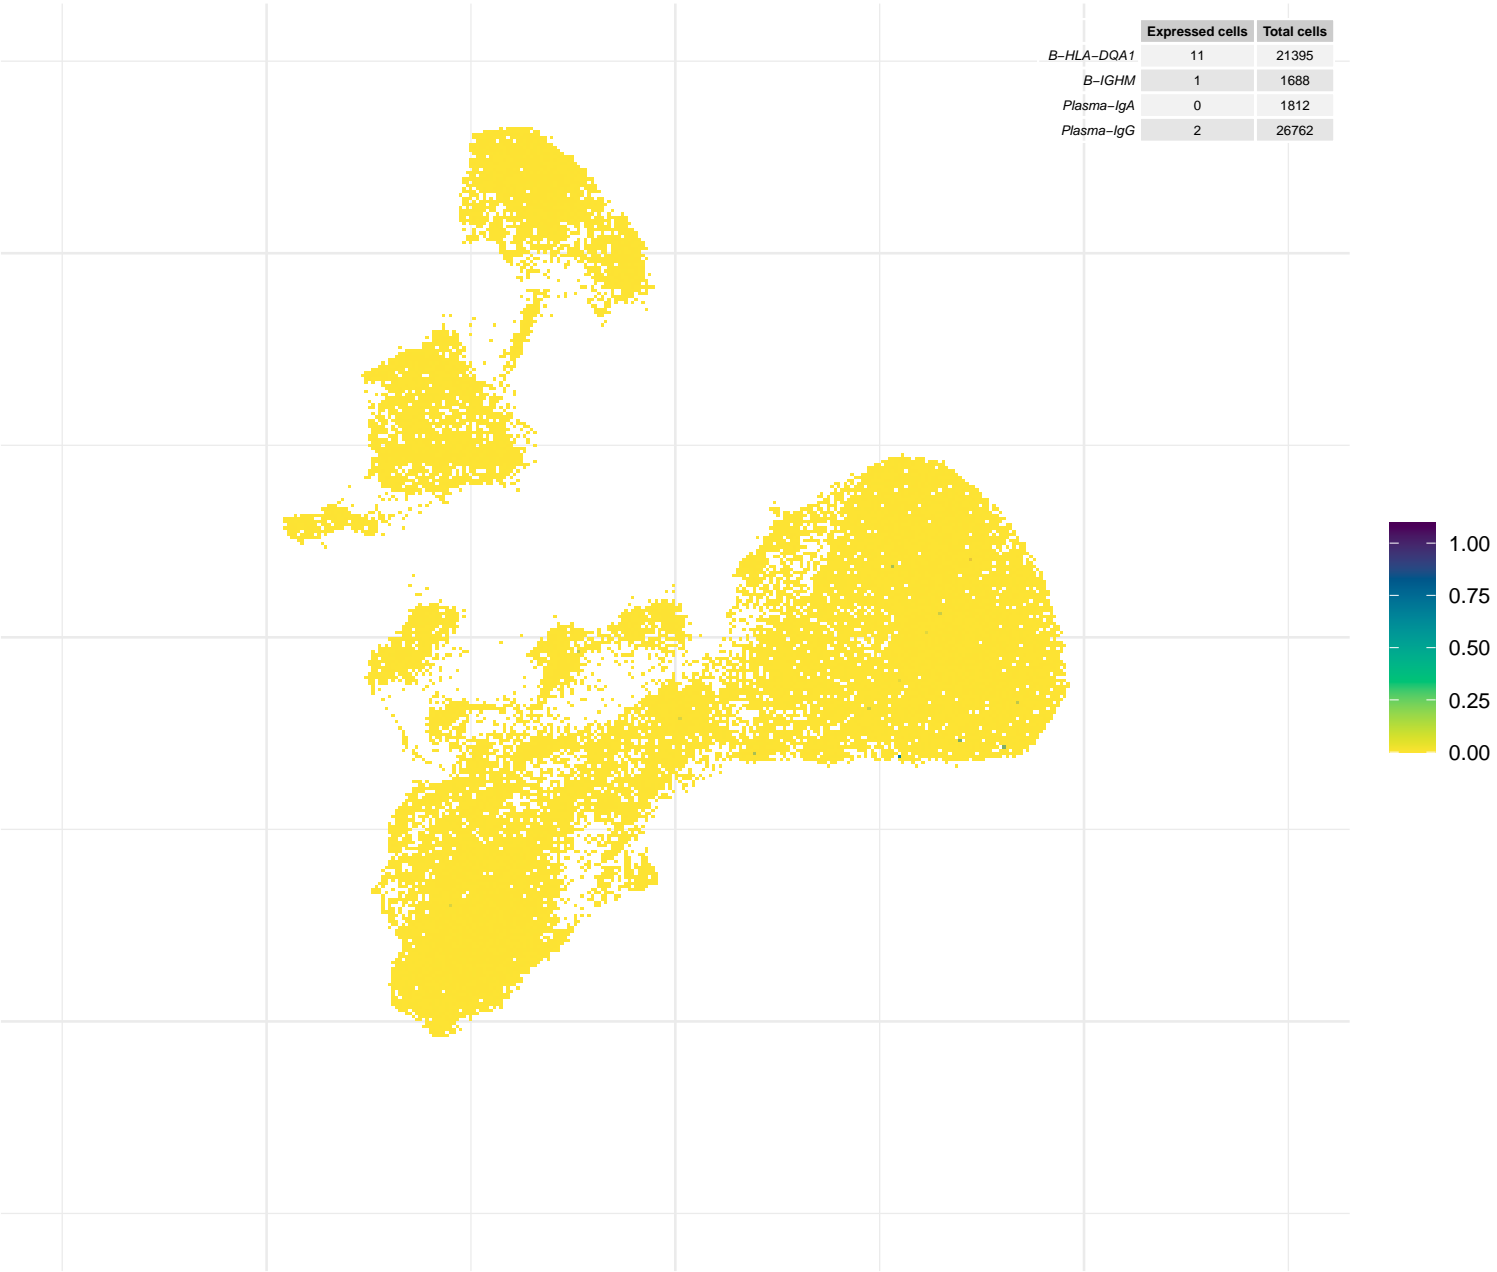 Expressed cells Total cells
B−HLA−DQA1 11 21395
B−IGHM 1 1688
Plasma−IgA 0 1812
Plasma−IgG 2 26762
1.00
0.75
0.50
0.25
0.00